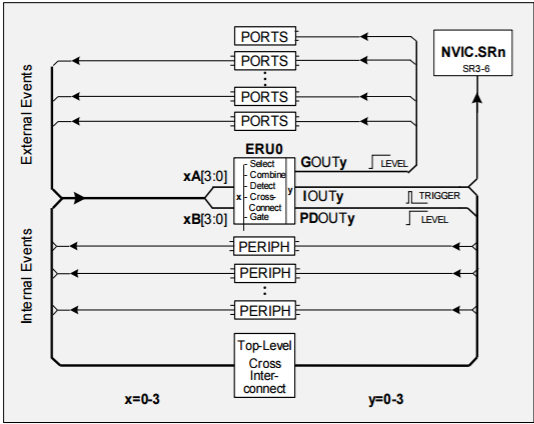 PORTS
PORTS
PORTS
PORTS
NVIC.SRn
SR3-6
External Events
ERU0
xA[3:0]
xB[3:0]
x
Select
Combine
Detect
Cross-
Connect
Gate
y
GOUTy
LEVEL
IOUTy
TRIGGER
PDOUTy
LEVEL
Internal Events
PERIPH
PERIPH
PERIPH
Top-Level
Cross
Inter-
connect
x=0-3
y=0-3